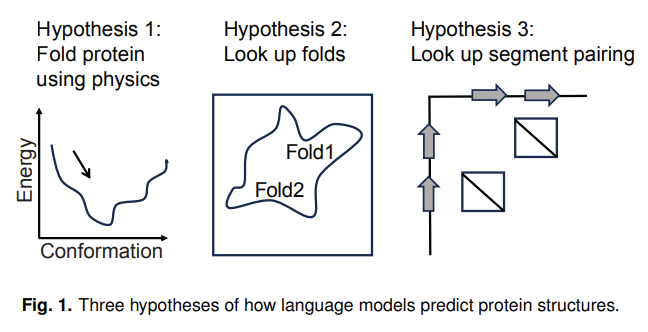 Hypothesis 1:
Fold protein
using physics
Energy
Conformation
Hypothesis 2:
Look up folds
Fold1
Fold2
Hypothesis 3:
Look up segment pairing
Fig. 1. Three hypotheses of how language models predict protein structures.